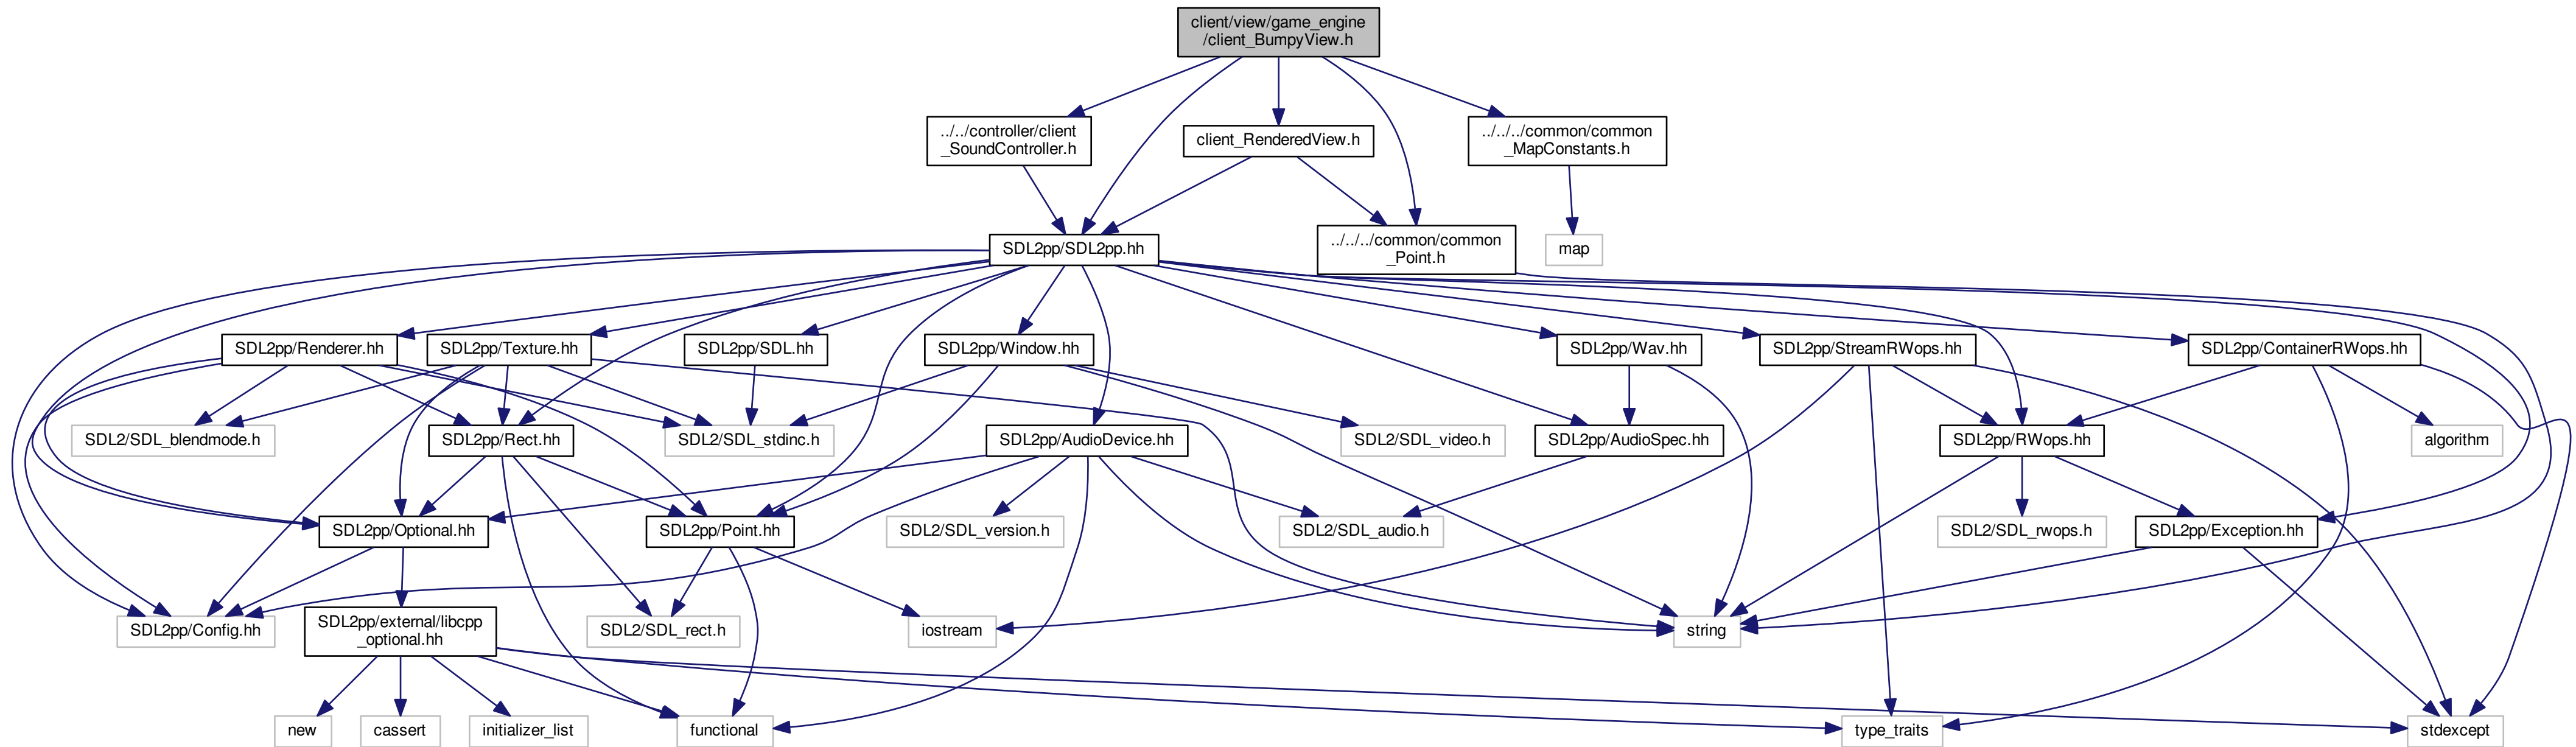 client/view/game_engine
/client_BumpyView.h
../../controller/client
_SoundController.h
client_RenderedView.h
../../../common/common
_MapConstants.h
SDL2pp/SDL2pp.hh
../../../common/common
_Point.h
map
SDL2pp/Renderer.hh
SDL2pp/Texture.hh
SDL2pp/SDL.hh
SDL2pp/Window.hh
SDL2pp/Wav.hh
SDL2pp/StreamRWops.hh
SDL2pp/ContainerRWops.hh
SDL2/SDL_blendmode.h
SDL2pp/Rect.hh
SDL2/SDL_stdinc.h
SDL2pp/AudioDevice.hh
SDL2/SDL_video.h
SDL2pp/AudioSpec.hh
SDL2pp/RWops.hh
algorithm
SDL2pp/Optional.hh
SDL2pp/Point.hh
SDL2/SDL_version.h
SDL2/SDL_audio.h
SDL2/SDL_rwops.h
SDL2pp/Exception.hh
SDL2pp/Config.hh
SDL2pp/external/libcpp
_optional.hh
SDL2/SDL_rect.h
iostream
string
new
cassert
initializer_list
functional
type_traits
stdexcept